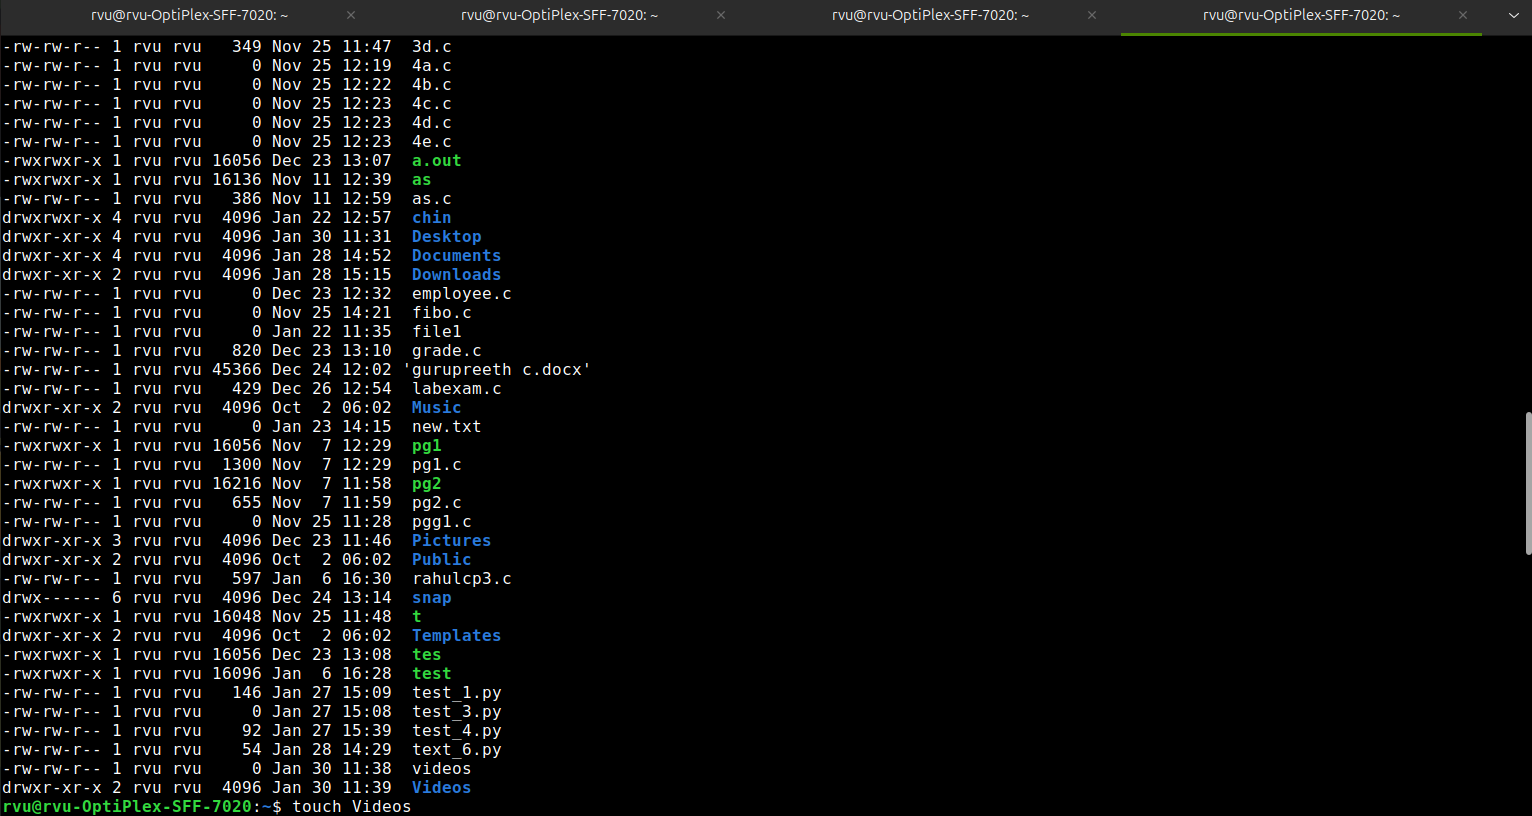 rvu@rvu-OptiPlex-SFF-7020: ~ × rvu@rvu-OptiPlex-SFF-7020: ~ × rvu@rvu-OptiPlex-SFF-7020: ~ × rvu@rvu-OptiPlex-SFF-7020: ~ ×
-rw-rw-r-- 1 rvu rvu   349 Nov 25 11:47  3d.c
-rw-rw-r-- 1 rvu rvu     0 Nov 25 12:19  4a.c
-rw-rw-r-- 1 rvu rvu     0 Nov 25 12:22  4b.c
-rw-rw-r-- 1 rvu rvu     0 Nov 25 12:23  4c.c
-rw-rw-r-- 1 rvu rvu     0 Nov 25 12:23  4d.c
-rw-rw-r-- 1 rvu rvu     0 Nov 25 12:23  4e.c
-rwxrwxr-x 1 rvu rvu 16056 Dec 23 13:07  a.out
-rwxrwxr-x 1 rvu rvu 16136 Nov 11 12:39  as
-rw-rw-r-- 1 rvu rvu   386 Nov 11 12:59  as.c
drwxrwxr-x 4 rvu rvu  4096 Jan 22 12:57  chin
drwxr-xr-x 4 rvu rvu  4096 Jan 30 11:31  Desktop
drwxr-xr-x 4 rvu rvu  4096 Jan 28 14:52  Documents
drwxr-xr-x 2 rvu rvu  4096 Jan 28 15:15  Downloads
-rw-rw-r-- 1 rvu rvu     0 Dec 23 12:32  employee.c
-rw-rw-r-- 1 rvu rvu     0 Nov 25 14:21  fibo.c
-rw-rw-r-- 1 rvu rvu     0 Jan 22 11:35  file1
-rw-rw-r-- 1 rvu rvu   820 Dec 23 13:10  grade.c
-rw-rw-r-- 1 rvu rvu 45366 Dec 24 12:02 'gurupreeth c.docx'
-rw-rw-r-- 1 rvu rvu   429 Dec 26 12:54  labexam.c
drwxr-xr-x 2 rvu rvu  4096 Oct  2 06:02  Music
-rw-rw-r-- 1 rvu rvu     0 Jan 23 14:15  new.txt
-rwxrwxr-x 1 rvu rvu 16056 Nov  7 12:29  pg1
-rw-rw-r-- 1 rvu rvu  1300 Nov  7 12:29  pg1.c
-rwxrwxr-x 1 rvu rvu 16216 Nov  7 11:58  pg2
-rw-rw-r-- 1 rvu rvu   655 Nov  7 11:59  pg2.c
-rw-rw-r-- 1 rvu rvu     0 Nov 25 11:28  pgg1.c
drwxr-xr-x 3 rvu rvu  4096 Dec 23 11:46  Pictures
drwxr-xr-x 2 rvu rvu  4096 Oct  2 06:02  Public
-rw-rw-r-- 1 rvu rvu   597 Jan  6 16:30  rahulcp3.c
drwx------ 6 rvu rvu  4096 Dec 24 13:14  snap
-rwxrwxr-x 1 rvu rvu 16048 Nov 25 11:48  t
drwxr-xr-x 2 rvu rvu  4096 Oct  2 06:02  Templates
-rwxrwxr-x 1 rvu rvu 16056 Dec 23 13:08  tes
-rwxrwxr-x 1 rvu rvu 16096 Jan  6 16:28  test
-rw-rw-r-- 1 rvu rvu   146 Jan 27 15:09  test_1.py
-rw-rw-r-- 1 rvu rvu     0 Jan 27 15:08  test_3.py
-rw-rw-r-- 1 rvu rvu    92 Jan 27 15:39  test_4.py
-rw-rw-r-- 1 rvu rvu    54 Jan 28 14:29  text_6.py
-rw-rw-r-- 1 rvu rvu     0 Jan 30 11:38  videos
drwxr-xr-x 2 rvu rvu  4096 Jan 30 11:39  Videos
rvu@rvu-OptiPlex-SFF-7020:~$ touch Videos